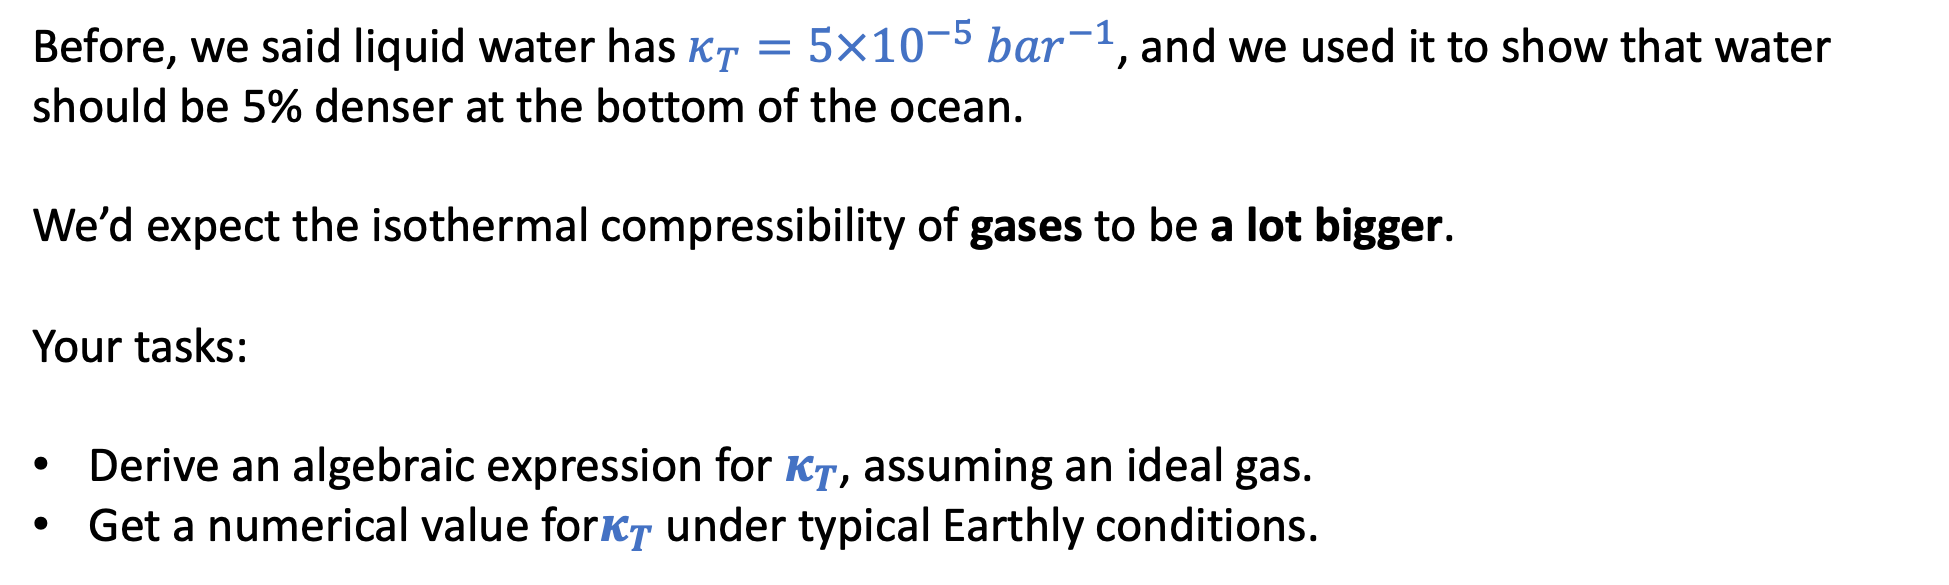 Before, we said liquid water has κ_T = 5×10⁻⁵ bar⁻¹, and we used it to show that water
should be 5% denser at the bottom of the ocean.
We’d expect the isothermal compressibility of gases to be a lot bigger.
Your tasks:
• Derive an algebraic expression for κ_T, assuming an ideal gas.
• Get a numerical value forκ_T under typical Earthly conditions.